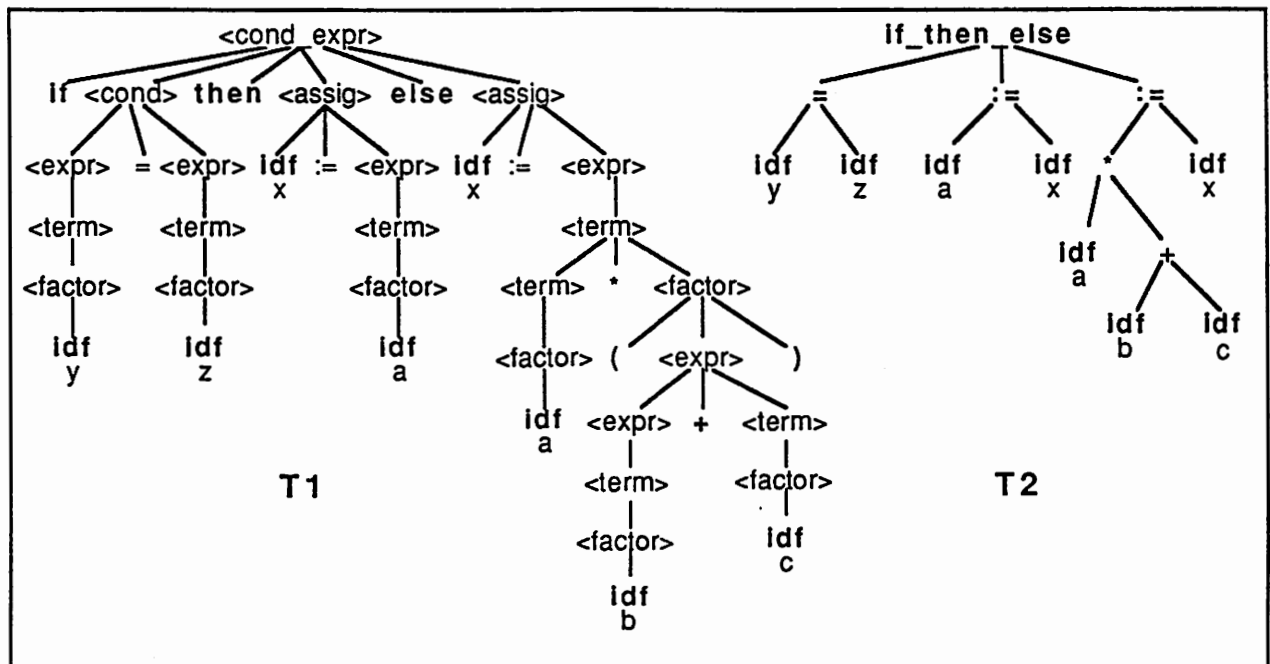 <cond_expr> if_then_else
if <cond> then <assig> else <assig> = := :=
<expr> = <expr> idf := <expr> idf := <expr> idf idf idf idf * idf
x x y z a x x
<term> <term> <term> <term> idf +
a
<factor> <factor> <factor> <term> * <factor>
idf idf
b c
idf idf idf <factor> ( <expr> )
y z a
idf <expr> + <term>
a
T1 <term> <factor> T2
<factor> idf
c
idf
b